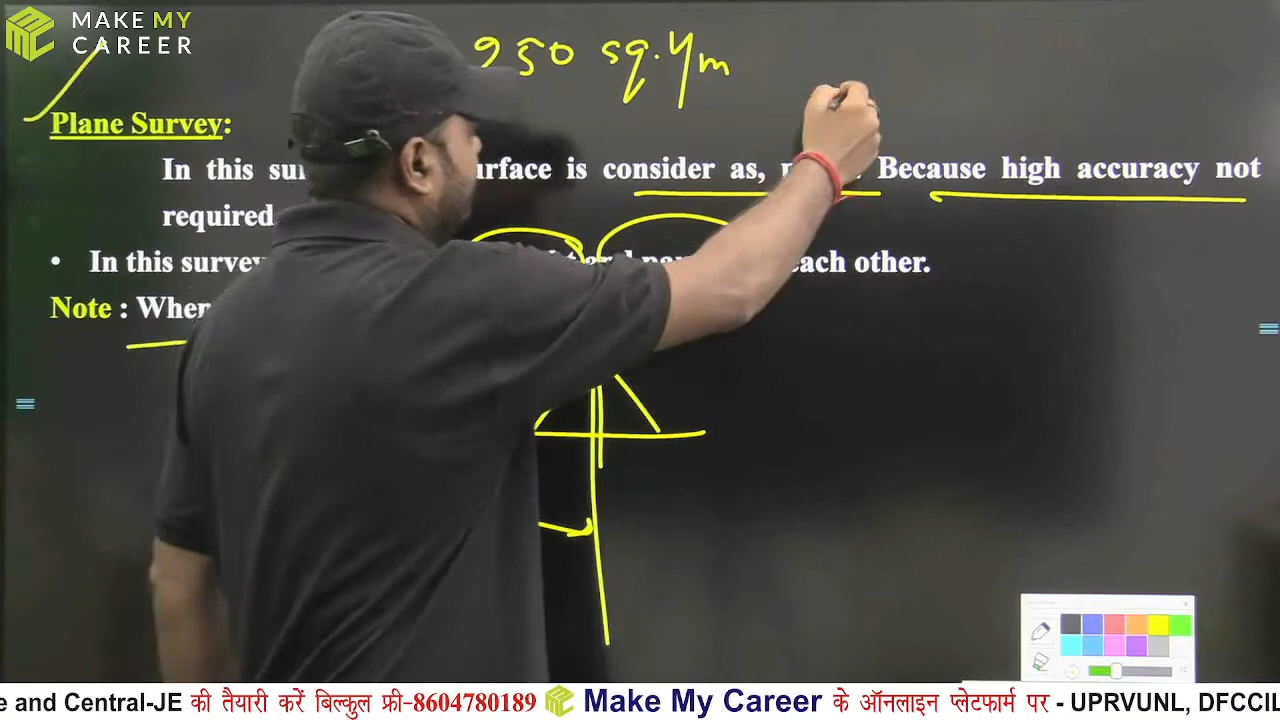 MAKE MY
CAREER
250 sq.Km
Plane Survey:
In this urface is consider as, Because high accuracy not
required
• In this survey each other.
Note : When
e and Central-JE की तैयारी करें बिल्कुल फ्री-8604780189 Make My Career के ऑनलाइन प्लेटफार्म पर - UPRVUNL, DFCCIL